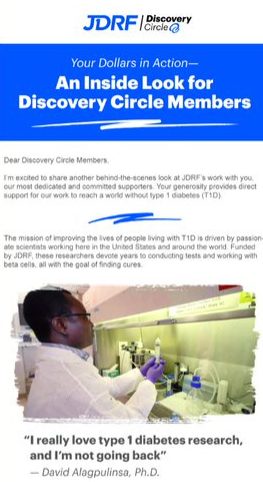 JDRF | Discovery Circle
Your Dollars in Action—
An Inside Look for
Discovery Circle Members
Dear Discovery Circle Members,
I'm excited to share another behind-the-scenes look at JDRF's work with you,
our most dedicated and committed supporters. Your generosity provides direct
support for our work to reach a world without type 1 diabetes (T1D)
The mission of improving the lives of people living with T1D is driven by passion-
ate scientists working here in the United States and around the world. Funded
by JDRF, these researchers devote years to conducting tests and working with
beta cells, all with the goal of finding cures.
“I really love type 1 diabetes research,
and I'm not going back”
— David Alagpulinsa, Ph.D.